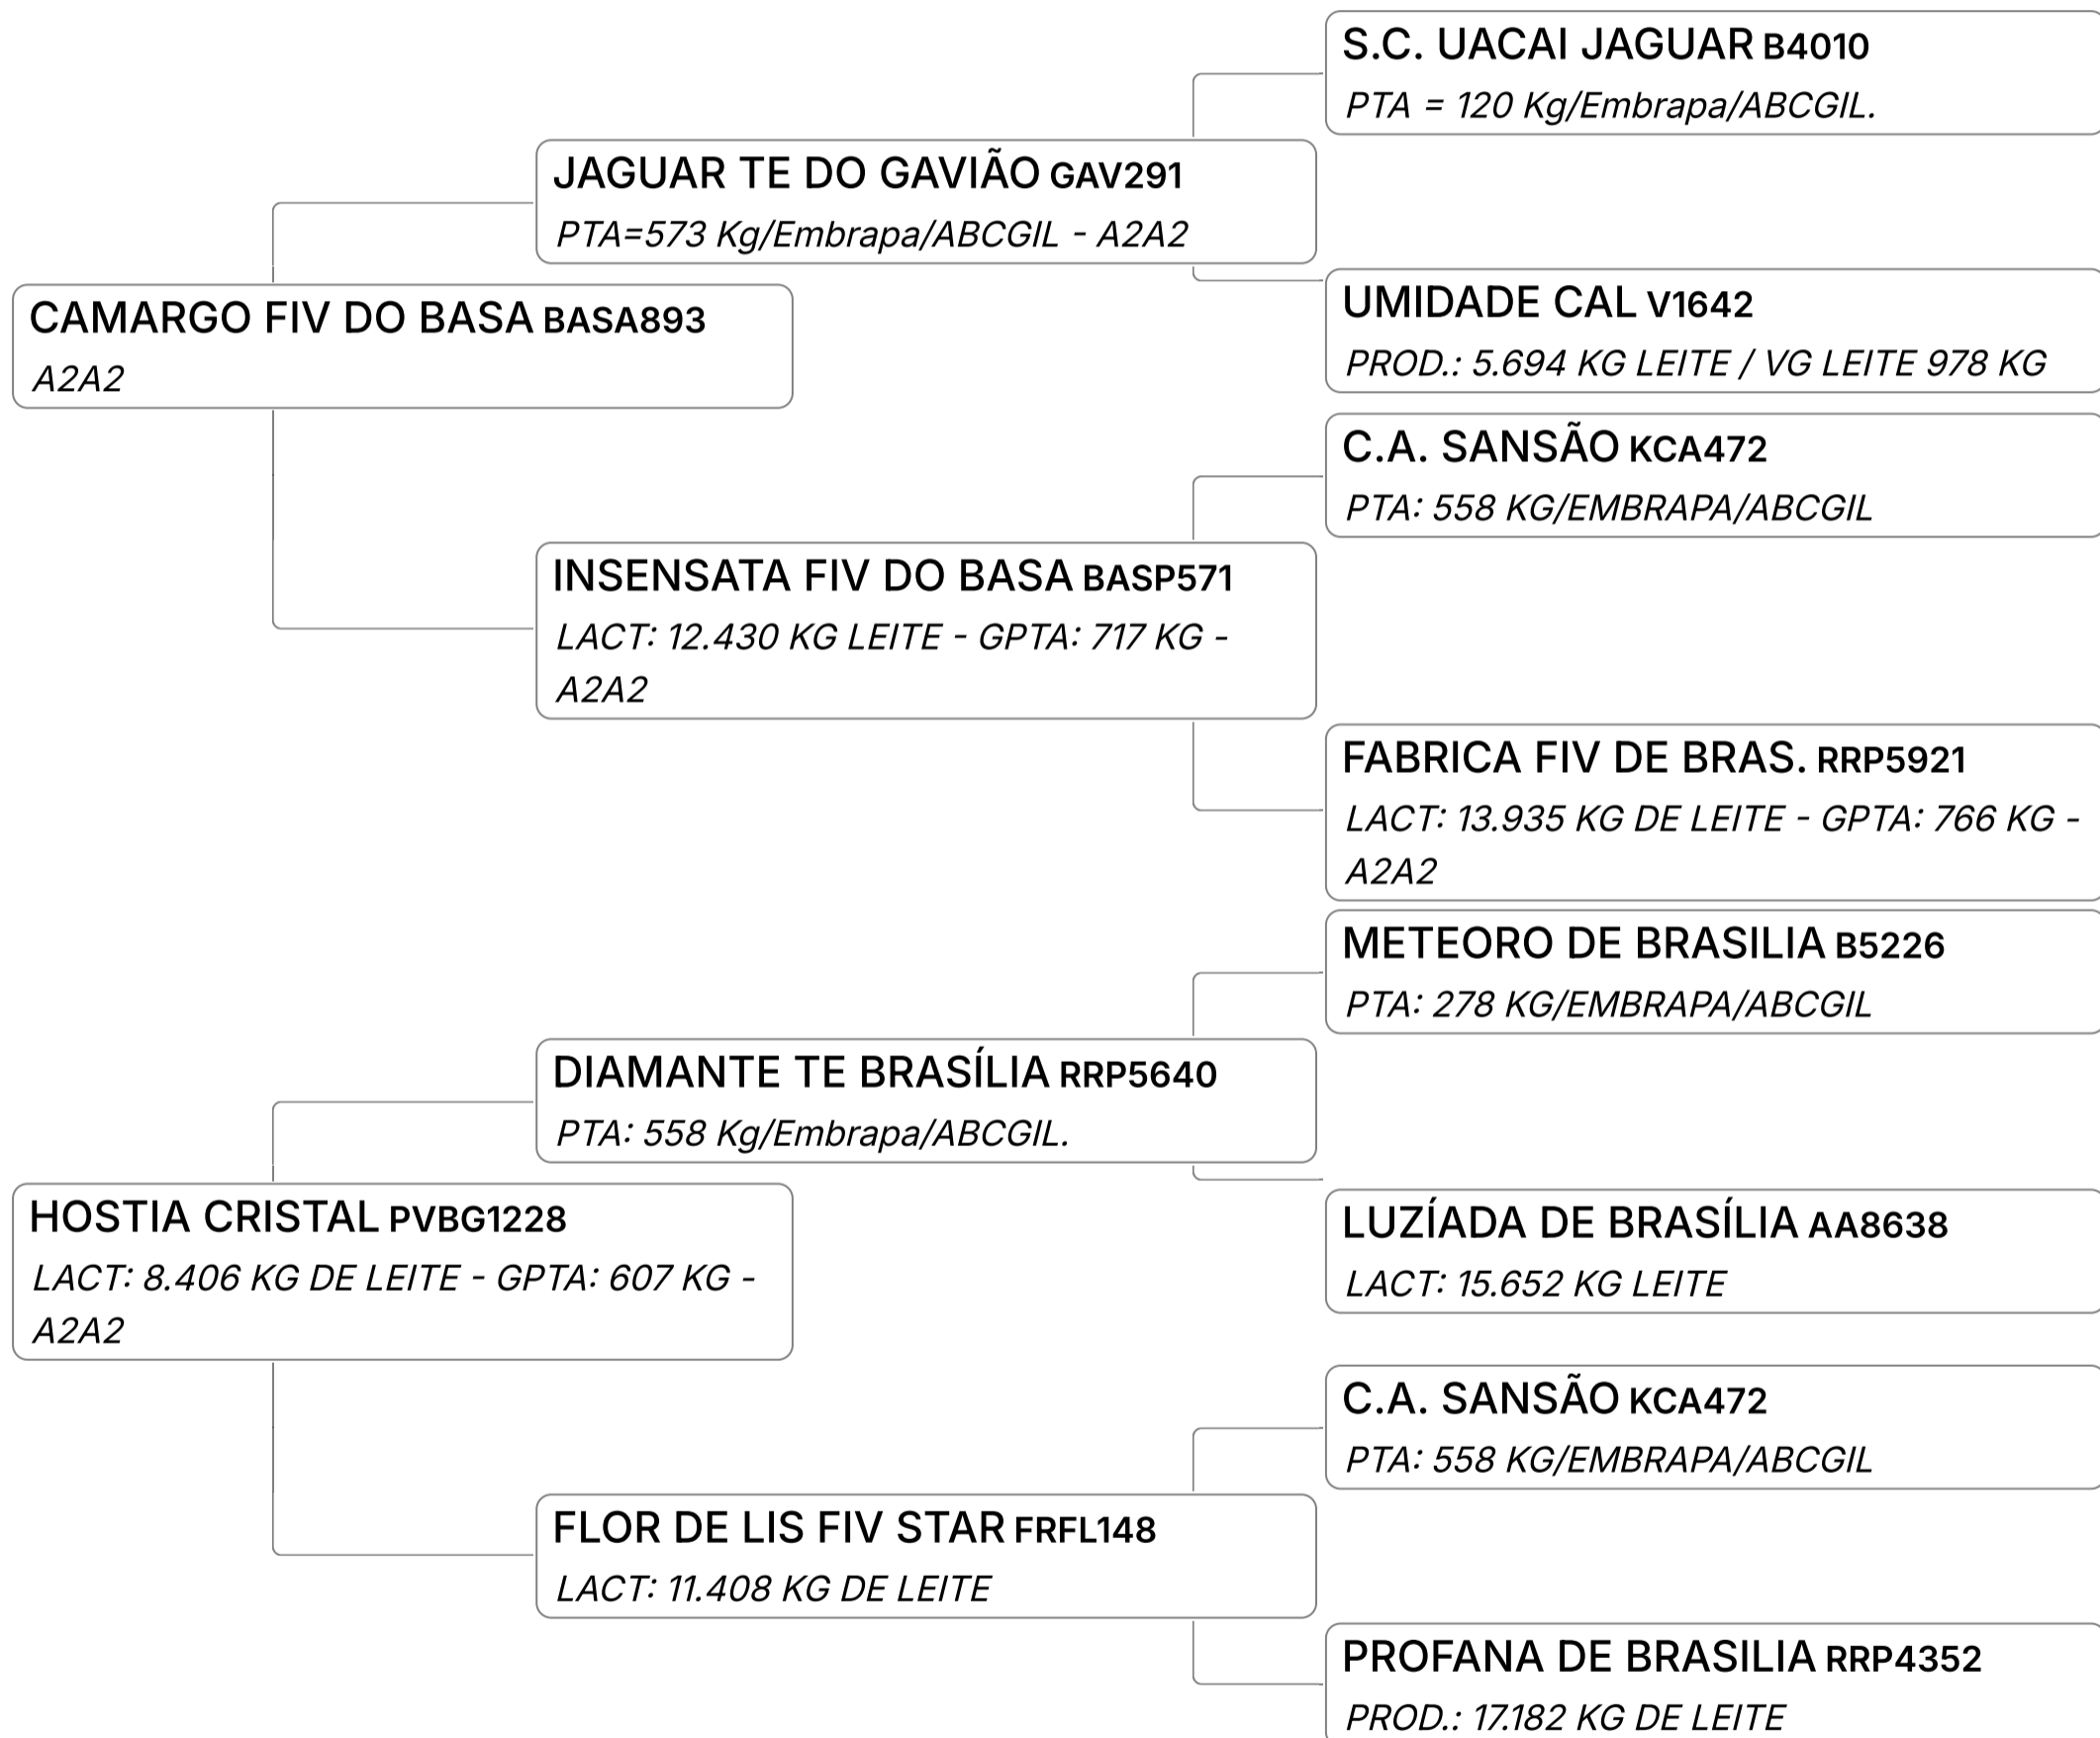 S.C. UACAI JAGUAR B4010
PTA = 120 Kg/Embrapa/ABCGIL.
JAGUAR TE DO GAVIÃO GAV291
PTA=573 Kg/Embrapa/ABCGIL - A2A2
UMIDADE CAL V1642
PROD.: 5.694 KG LEITE / VG LEITE 978 KG
CAMARGO FIV DO BASA BASA893
A2A2
C.A. SANSÃO KCA472
PTA: 558 KG/EMBRAPA/ABCGIL
INSENSATA FIV DO BASA BASP571
LACT: 12.430 KG LEITE - GPTA: 717 KG -
A2A2
FABRICA FIV DE BRAS. RRP5921
LACT: 13.935 KG DE LEITE - GPTA: 766 KG -
A2A2
METEORO DE BRASILIA B5226
PTA: 278 KG/EMBRAPA/ABCGIL
DIAMANTE TE BRASÍLIA RRP5640
PTA: 558 Kg/Embrapa/ABCGIL.
LUZÍADA DE BRASÍLIA AA8638
LACT: 15.652 KG LEITE
HOSTIA CRISTAL PVBG1228
LACT: 8.406 KG DE LEITE - GPTA: 607 KG -
A2A2
C.A. SANSÃO KCA472
PTA: 558 KG/EMBRAPA/ABCGIL
FLOR DE LIS FIV STAR FRFL148
LACT: 11.408 KG DE LEITE
PROFANA DE BRASILIA RRP4352
PROD.: 17.182 KG DE LEITE